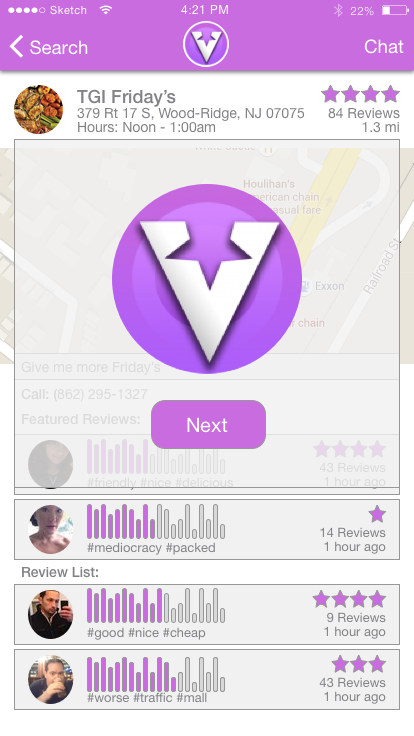 Sketch 4:21 PM 22%
Search V Chat
TGI Friday's
379 Rt 17 S, Wood-Ridge, NJ 07075
Hours: Noon - 1:00am
84 Reviews
1.3 mi
Houlihan's
American chain
casual fare
Exxon
Railroad S
chain
V
Give me more Friday's
Call: (862) 295-1327
Featured Reviews:
Next
#friendly #nice #delicious
43 Reviews
1 hour ago
#mediocracy #packed
14 Reviews
1 hour ago
Review List:
#good #nice #cheap
9 Reviews
1 hour ago
#worse #traffic #mall
43 Reviews
1 hour ago